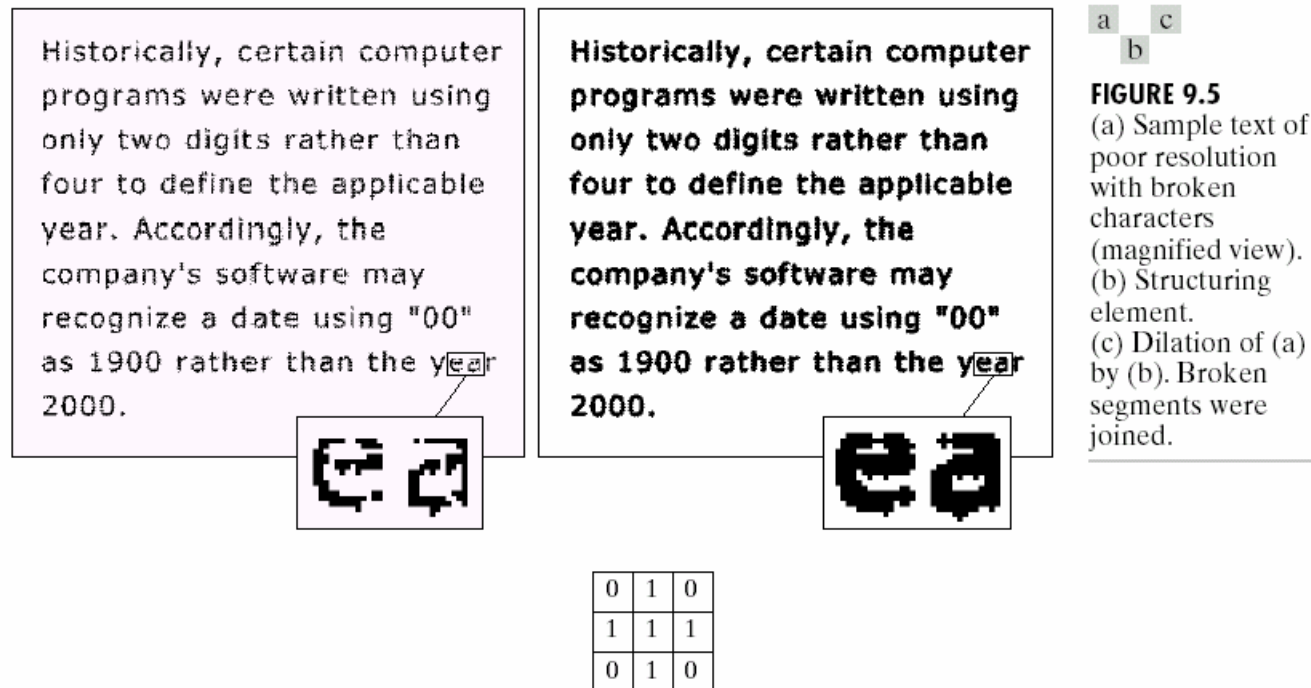 Historically, certain computer
programs were written using
only two digits rather than
four to define the applicable
year. Accordingly, the
company's software may
recognize a date using "00"
as 1900 rather than the year
2000.
e a
Historically, certain computer
programs were written using
only two digits rather than
four to define the applicable
year. Accordingly, the
company's software may
recognize a date using "00"
as 1900 rather than the year
2000.
e a
a c
b
FIGURE 9.5
(a) Sample text of
poor resolution
with broken
characters
(magnified view).
(b) Structuring
element.
(c) Dilation of (a)
by (b). Broken
segments were
joined.
0 1 0
1 1 1
0 1 0